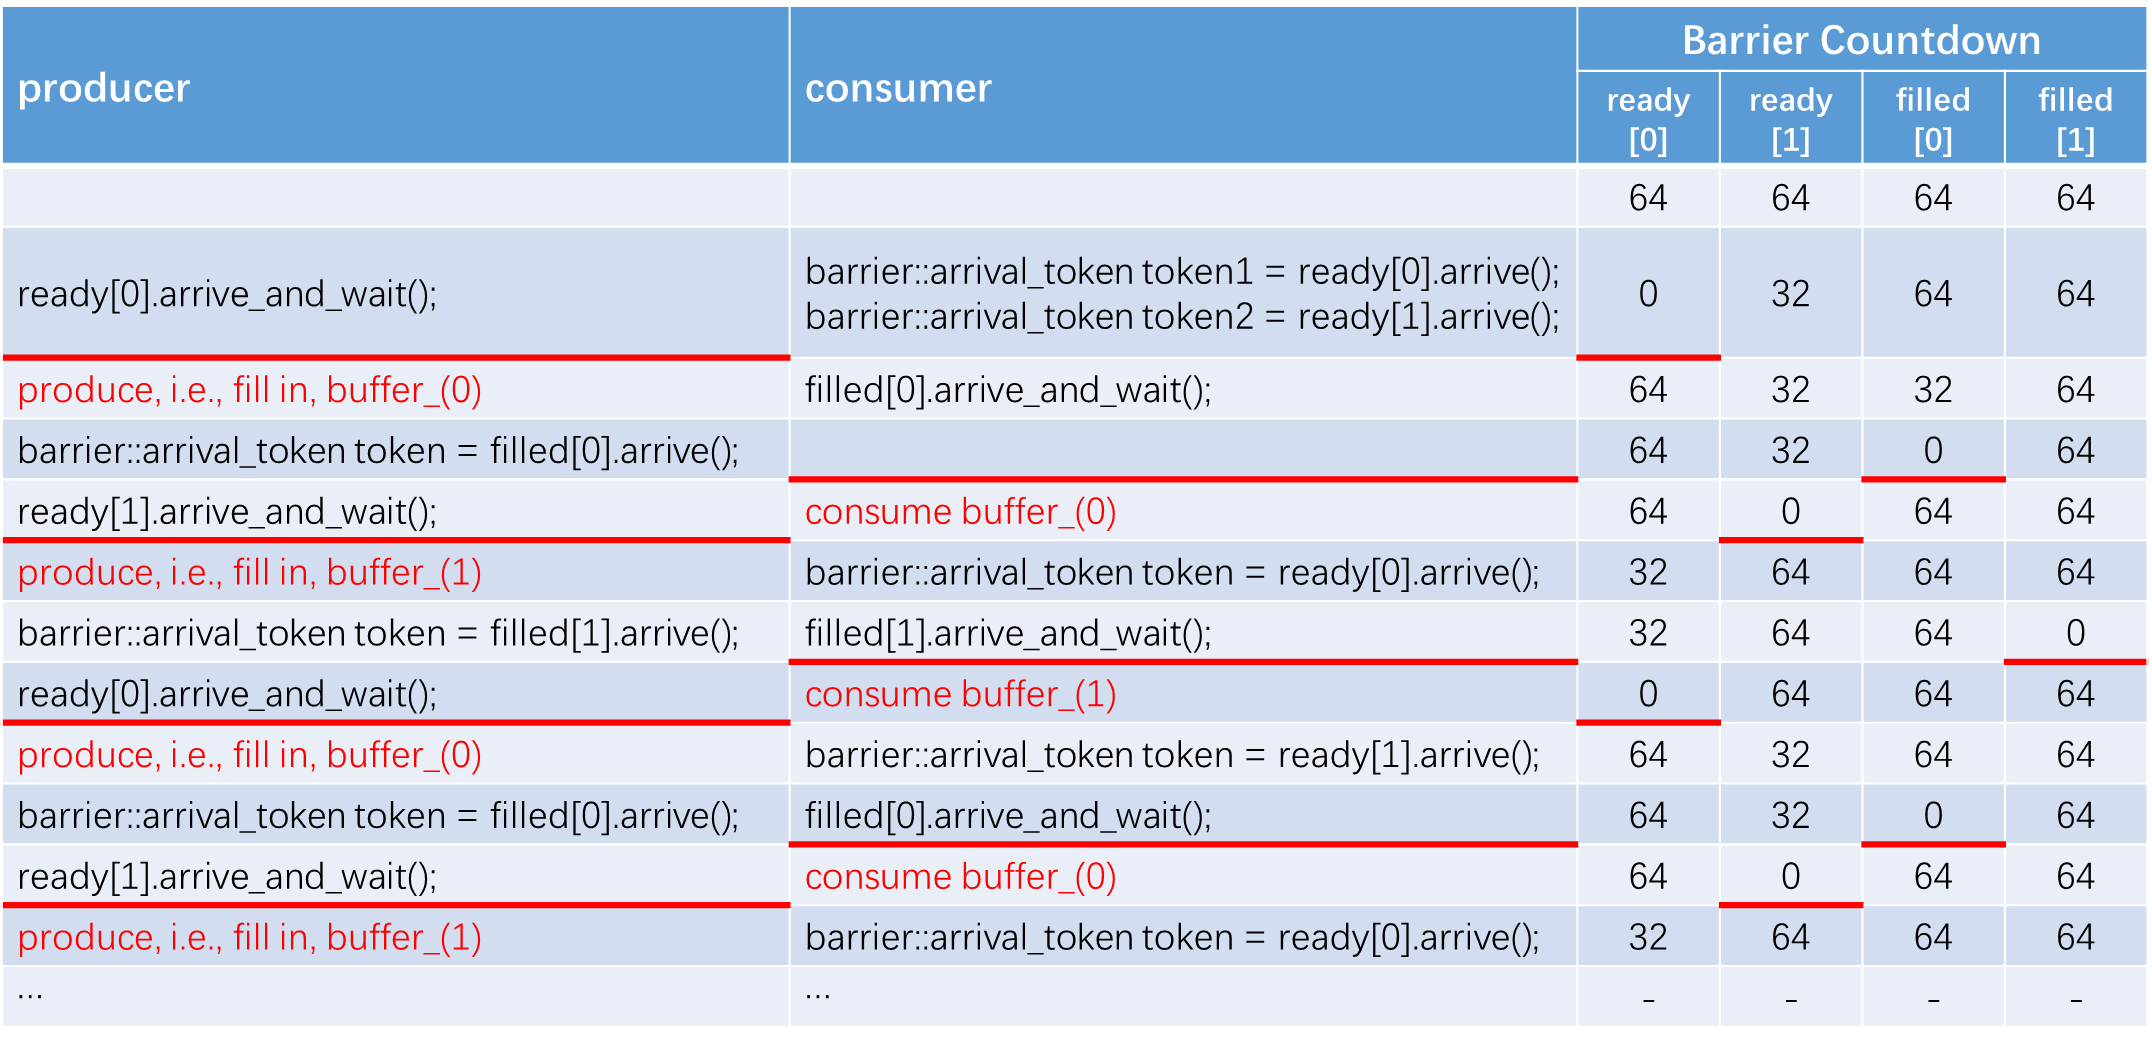 producer consumer Barrier Countdown
ready [0] ready [1] filled [0] filled [1]
64 64 64 64
ready[0].arrive_and_wait(); barrier::arrival_token token1 = ready[0].arrive();
barrier::arrival_token token2 = ready[1].arrive(); 0 32 64 64
produce, i.e., fill in, buffer_(0) filled[0].arrive_and_wait(); 64 32 32 64
barrier::arrival_token token = filled[0].arrive(); 64 32 0 64
ready[1].arrive_and_wait(); consume buffer_(0) 64 0 64 64
produce, i.e., fill in, buffer_(1) barrier::arrival_token token = ready[0].arrive(); 32 64 64 64
barrier::arrival_token token = filled[1].arrive(); filled[1].arrive_and_wait(); 32 64 64 0
ready[0].arrive_and_wait(); consume buffer_(1) 0 64 64 64
produce, i.e., fill in, buffer_(0) barrier::arrival_token token = ready[1].arrive(); 64 32 64 64
barrier::arrival_token token = filled[0].arrive(); filled[0].arrive_and_wait(); 64 32 0 64
ready[1].arrive_and_wait(); consume buffer_(0) 64 0 64 64
produce, i.e., fill in, buffer_(1) barrier::arrival_token token = ready[0].arrive(); 32 64 64 64
... ... - - - -